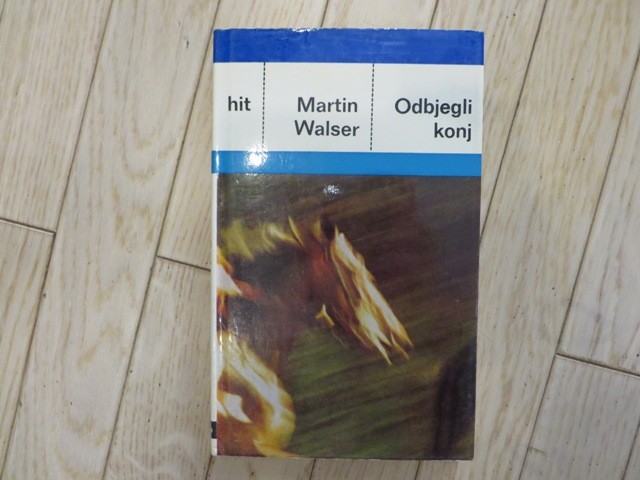 hit
Martin
Walser
Odbjegli
konj